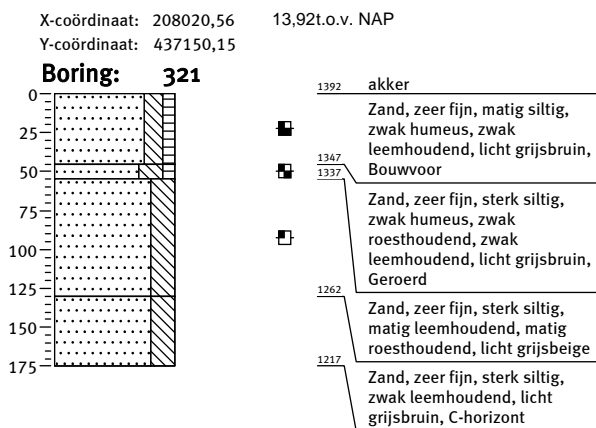 X-coördinaat: 208020,56 13,92t.o.v. NAP
Y-coördinaat: 437150,15
Boring: 321
0
25
50
75
100
125
150
175
1392 akker
Zand, zeer fijn, matig siltig,
zwak humeus, zwak
leemhoudend, licht grijsbruin,
1347 Bouwvoor
1337
Zand, zeer fijn, sterk siltig,
zwak humeus, zwak
roesthoudend, zwak
leemhoudend, licht grijsbruin,
Geroerd
1262
Zand, zeer fijn, sterk siltig,
matig leemhoudend, matig
roesthoudend, licht grijsbeige
1217
Zand, zeer fijn, sterk siltig,
zwak leemhoudend, licht
grijsbruin, C-horizont